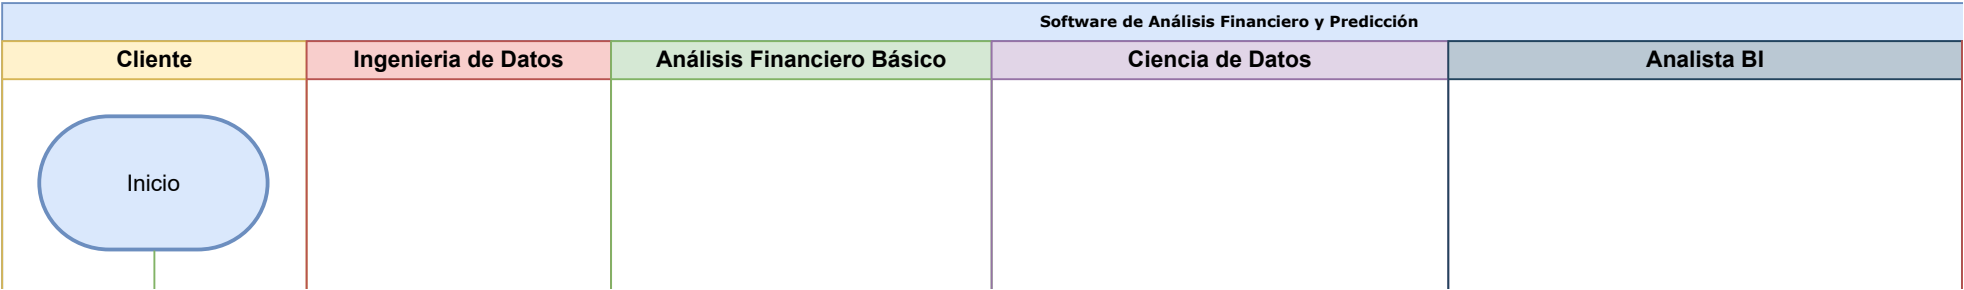 Software de Análisis Financiero y Predicción
Cliente
Ingenieria de Datos
Análisis Financiero Básico
Ciencia de Datos
Analista BI
Inicio